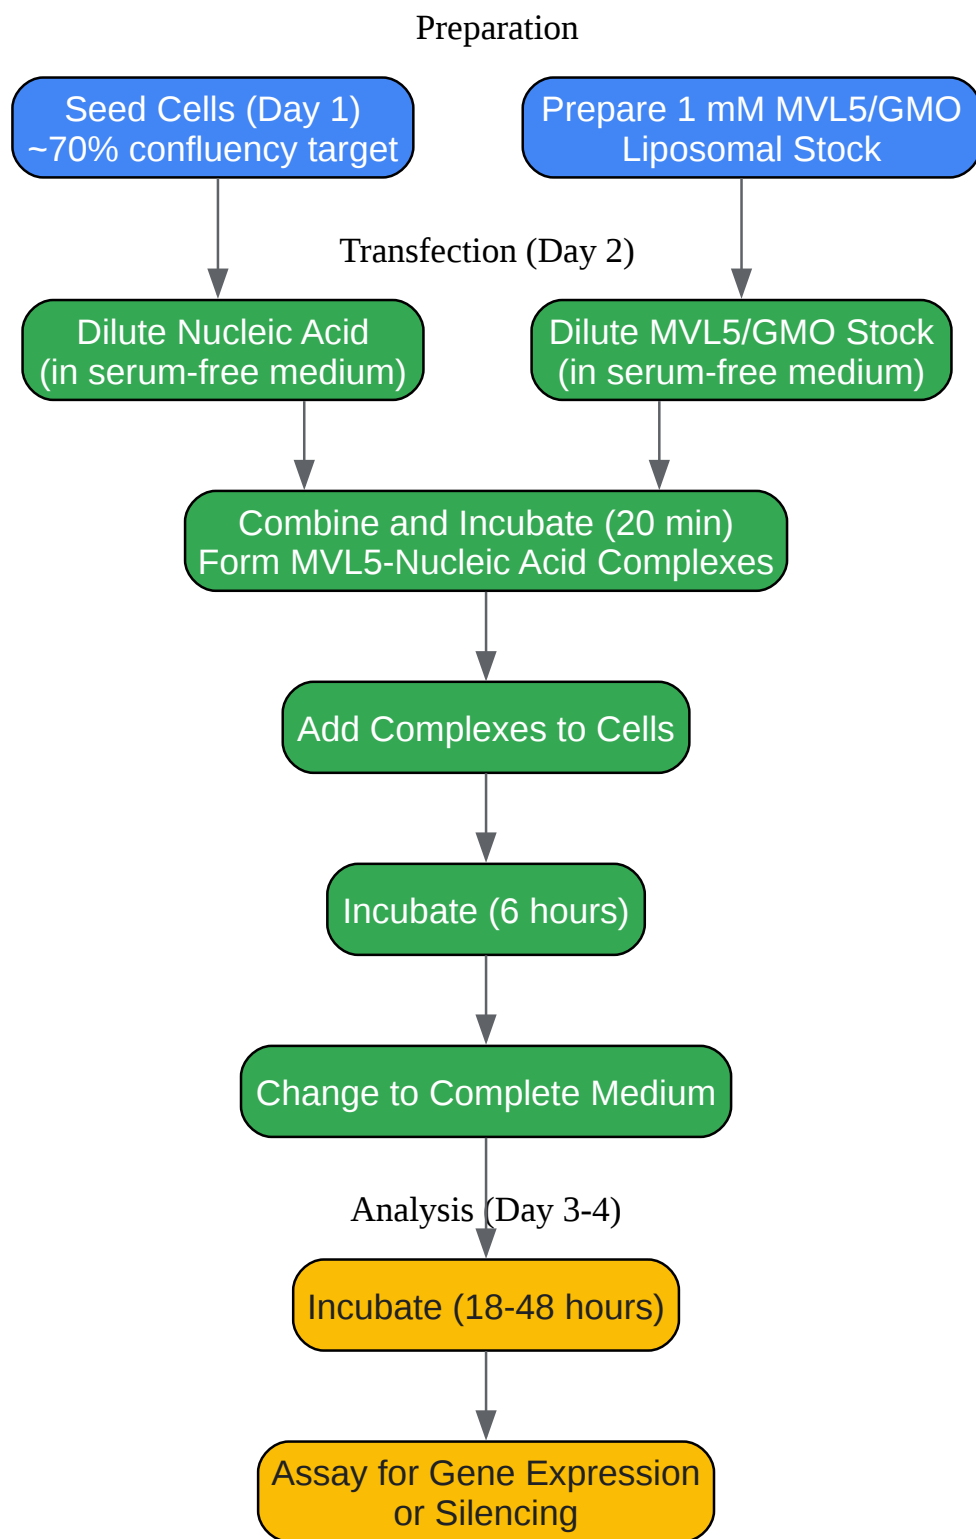 Preparation
Seed Cells (Day 1)
~70% confluency target
Prepare 1 mM MVL5/GMO
Liposomal Stock
Transfection (Day 2)
Dilute Nucleic Acid
(in serum-free medium)
Dilute MVL5/GMO Stock
(in serum-free medium)
Combine and Incubate (20 min)
Form MVL5-Nucleic Acid Complexes
Add Complexes to Cells
Incubate (6 hours)
Change to Complete Medium
Analysis (Day 3-4)
Incubate (18-48 hours)
Assay for Gene Expression
or Silencing